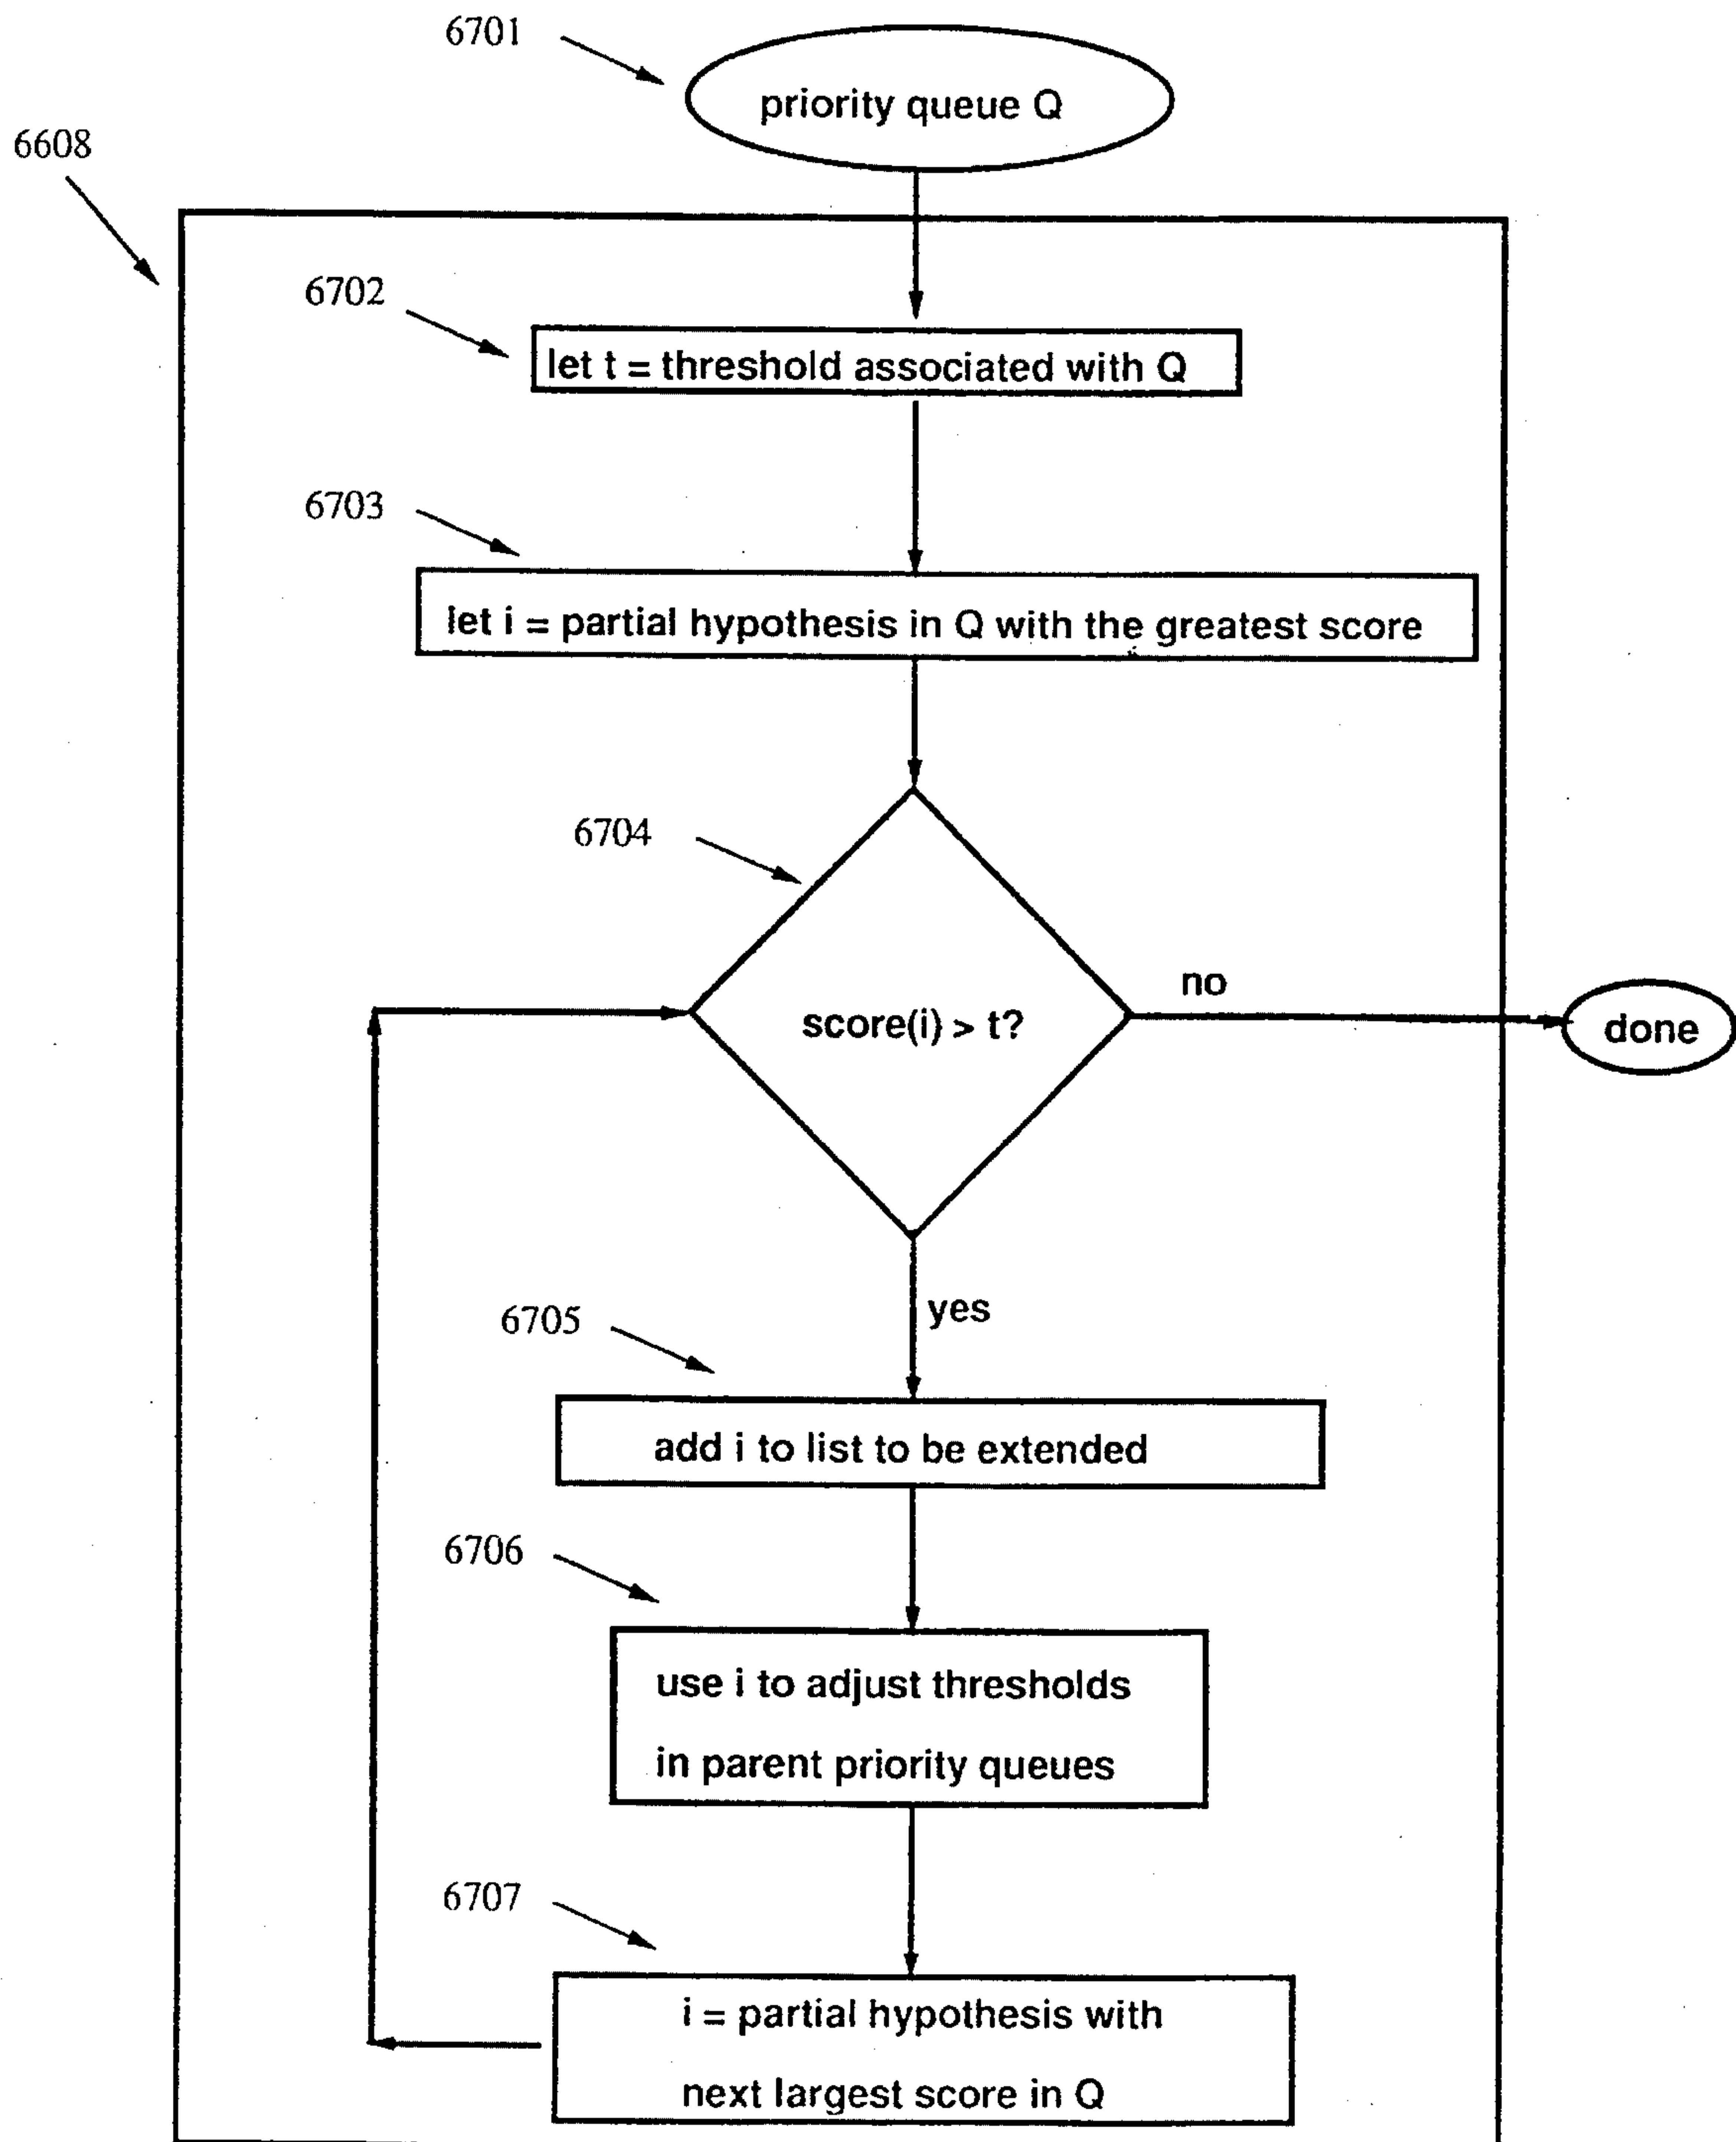 6701
priority queue Q
6608
6702
let t = threshold associated with Q
6703
let i = partial hypothesis in Q with the greatest score
6704
score(i) > t?
no
done
yes
6705
add i to list to be extended
6706
use i to adjust thresholds
in parent priority queues
6707
i = partial hypothesis with
next largest score in Q